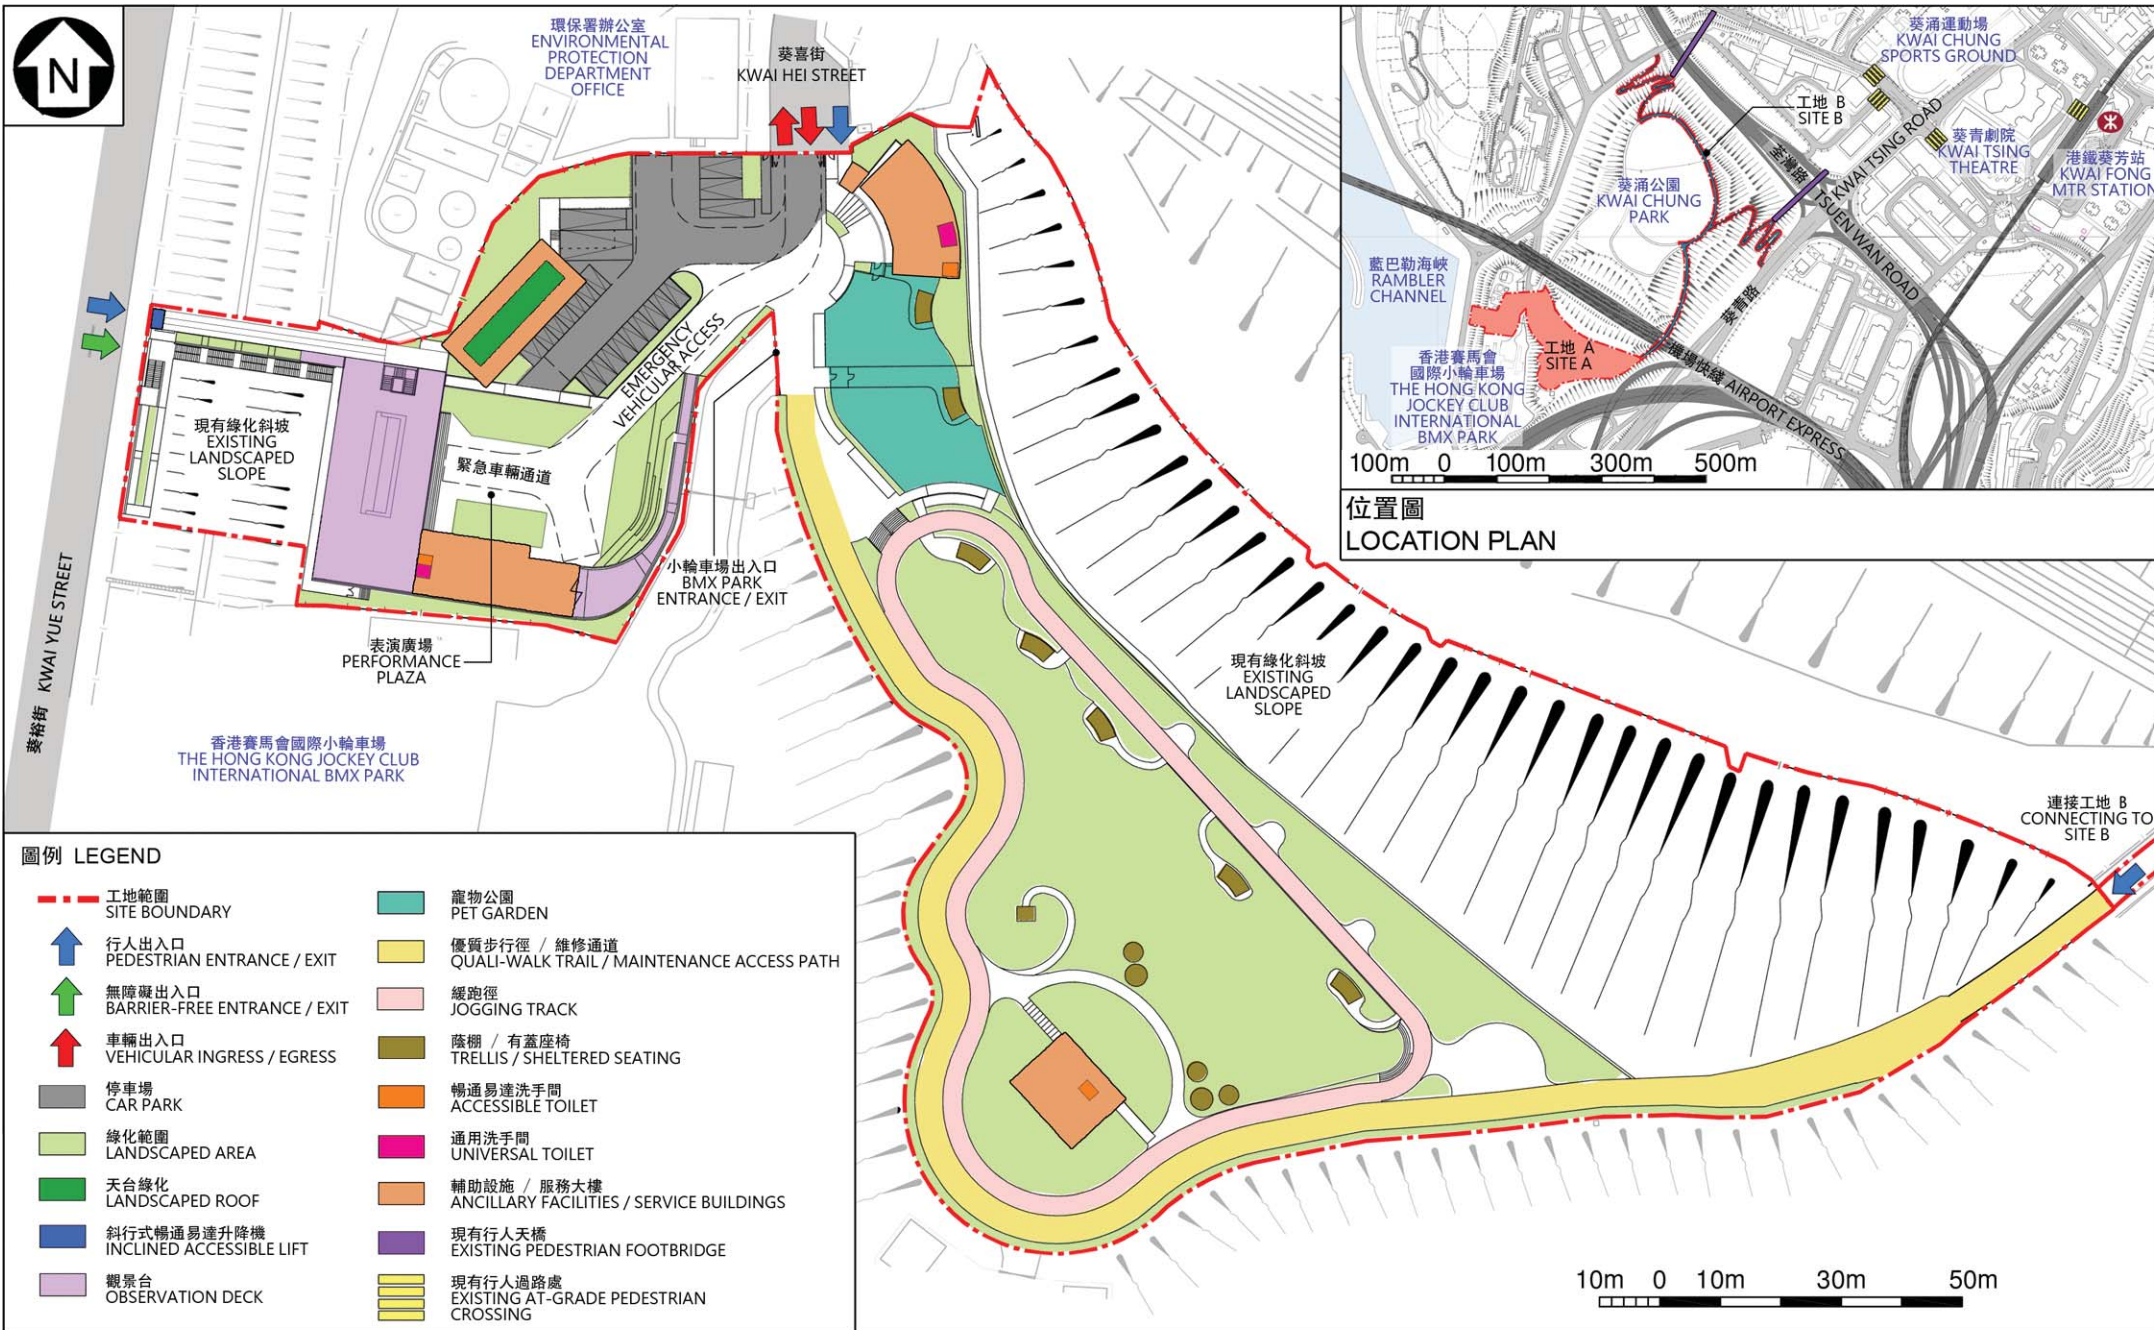 N
環保署辦公室
ENVIRONMENTAL
PROTECTION
DEPARTMENT
OFFICE
葵喜街
KWAI HEI STREET
現有綠化斜坡
EXISTING
LANDSCAPED
SLOPE
EMERGENCY
VEHICULAR ACCESS
緊急車輛通道
小輪車場出入口
BMX PARK
ENTRANCE / EXIT
表演廣場
PERFORMANCE
PLAZA
葵裕街 KWAI YUE STREET
香港賽馬會國際小輪車場
THE HONG KONG JOCKEY CLUB
INTERNATIONAL BMX PARK
現有綠化斜坡
EXISTING
LANDSCAPED
SLOPE
連接工地 B
CONNECTING TO
SITE B
葵涌運動場
KWAI CHUNG
SPORTS GROUND
工地 B
SITE B
葵青劇院
KWAI TSING
THEATRE
港鐵葵芳站
KWAI FONG
MTR STATION
葵涌公園
KWAI CHUNG
PARK
荃灣路
TSUEN WAN ROAD
葵青路
KWAI TSING ROAD
藍巴勒海峽
RAMBLER
CHANNEL
工地 A
SITE A
香港賽馬會
國際小輪車場
THE HONG KONG
JOCKEY CLUB
INTERNATIONAL
BMX PARK
機場快綫 AIRPORT EXPRESS
100m 0 100m 300m 500m
位置圖
LOCATION PLAN
圖例 LEGEND
工地範圍
SITE BOUNDARY
行人出入口
PEDESTRIAN ENTRANCE / EXIT
無障礙出入口
BARRIER-FREE ENTRANCE / EXIT
車輛出入口
VEHICULAR INGRESS / EGRESS
停車場
CAR PARK
綠化範圍
LANDSCAPED AREA
天台綠化
LANDSCAPED ROOF
斜行式暢通易達升降機
INCLINED ACCESSIBLE LIFT
觀景台
OBSERVATION DECK
寵物公園
PET GARDEN
優質步行徑 / 維修通道
QUALI-WALK TRAIL / MAINTENANCE ACCESS PATH
緩跑徑
JOGGING TRACK
蔭棚 / 有蓋座椅
TRELLIS / SHELTERED SEATING
暢通易達洗手間
ACCESSIBLE TOILET
通用洗手間
UNIVERSAL TOILET
輔助設施 / 服務大樓
ANCILLARY FACILITIES / SERVICE BUILDINGS
現有行人天橋
EXISTING PEDESTRIAN FOOTBRIDGE
現有行人過路處
EXISTING AT-GRADE PEDESTRIAN
CROSSING
10m 0 10m 30m 50m